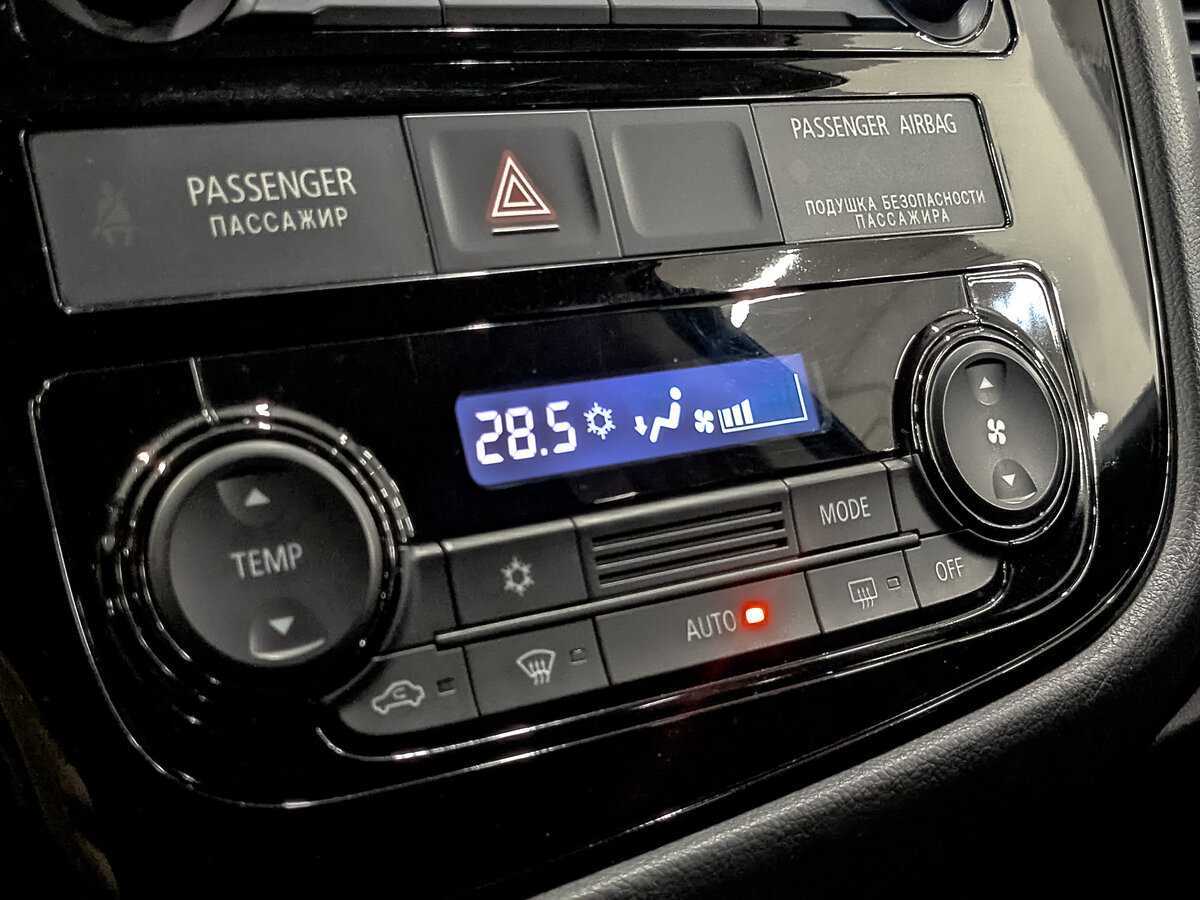 PASSENGER
ПАССАЖИР
PASSENGER AIRBAG
ПОДУШКА БЕЗОПАСНОСТИ
ПАССАЖИРА
28.5
TEMP
MODE
AUTO
OFF